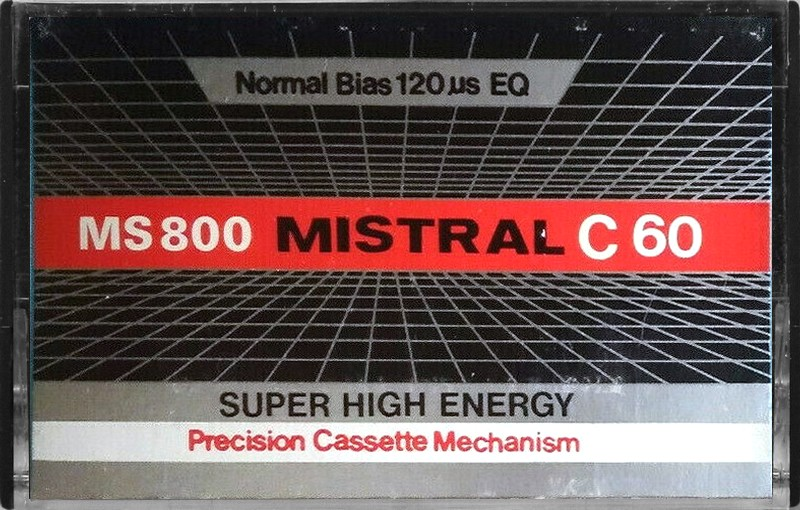 Normal Bias 120 µs EQ
MS 800 MISTRAL C 60
SUPER HIGH ENERGY
Precision Cassette Mechanism